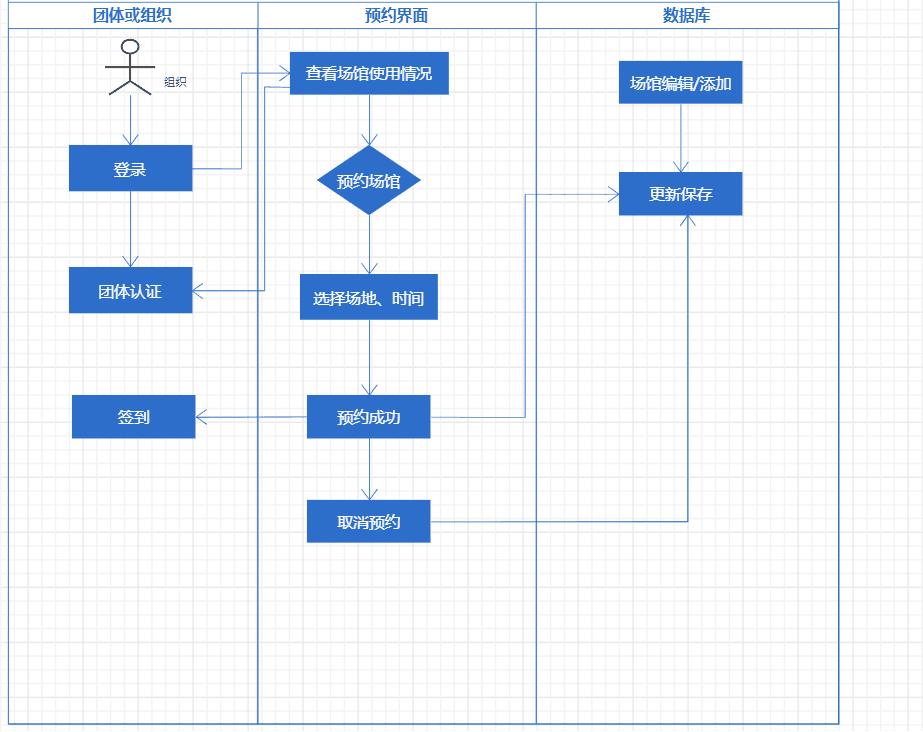 团体或组织
预约界面
数据库
组织
查看场馆使用情况
场馆编辑/添加
登录
预约场馆
更新保存
团体认证
选择场地、时间
签到
预约成功
取消预约